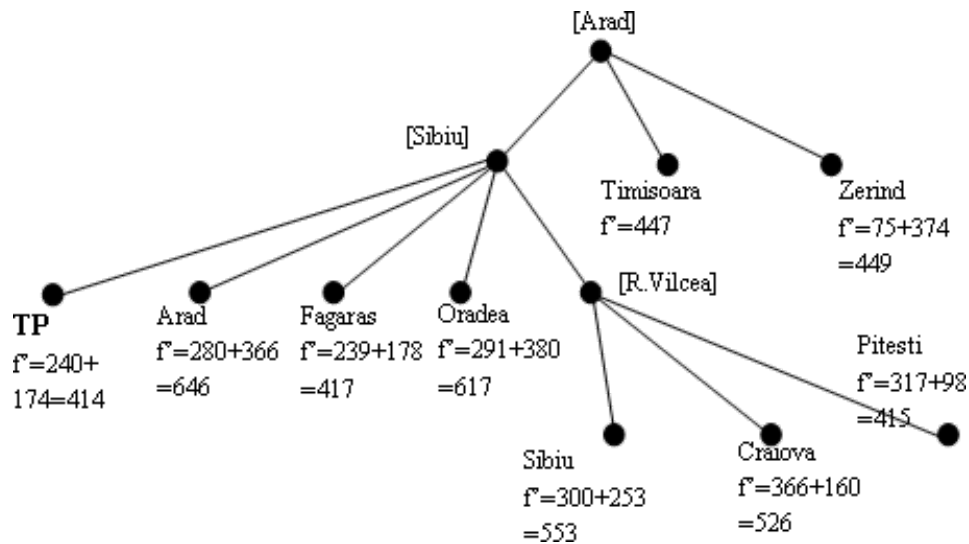 [Arad]
[Sibiu]
Timisoara
f'=447
Zerind
f'=75+374
=449
[R.Vilcea]
TP
f'=240+
174=414
Arad
f'=280+366
=646
Fagaras
f'=239+178
=417
Oradea
f'=291+380
=617
Pitesti
f'=317+98
=415
Sibiu
f'=300+253
=553
Craiova
f'=366+160
=526